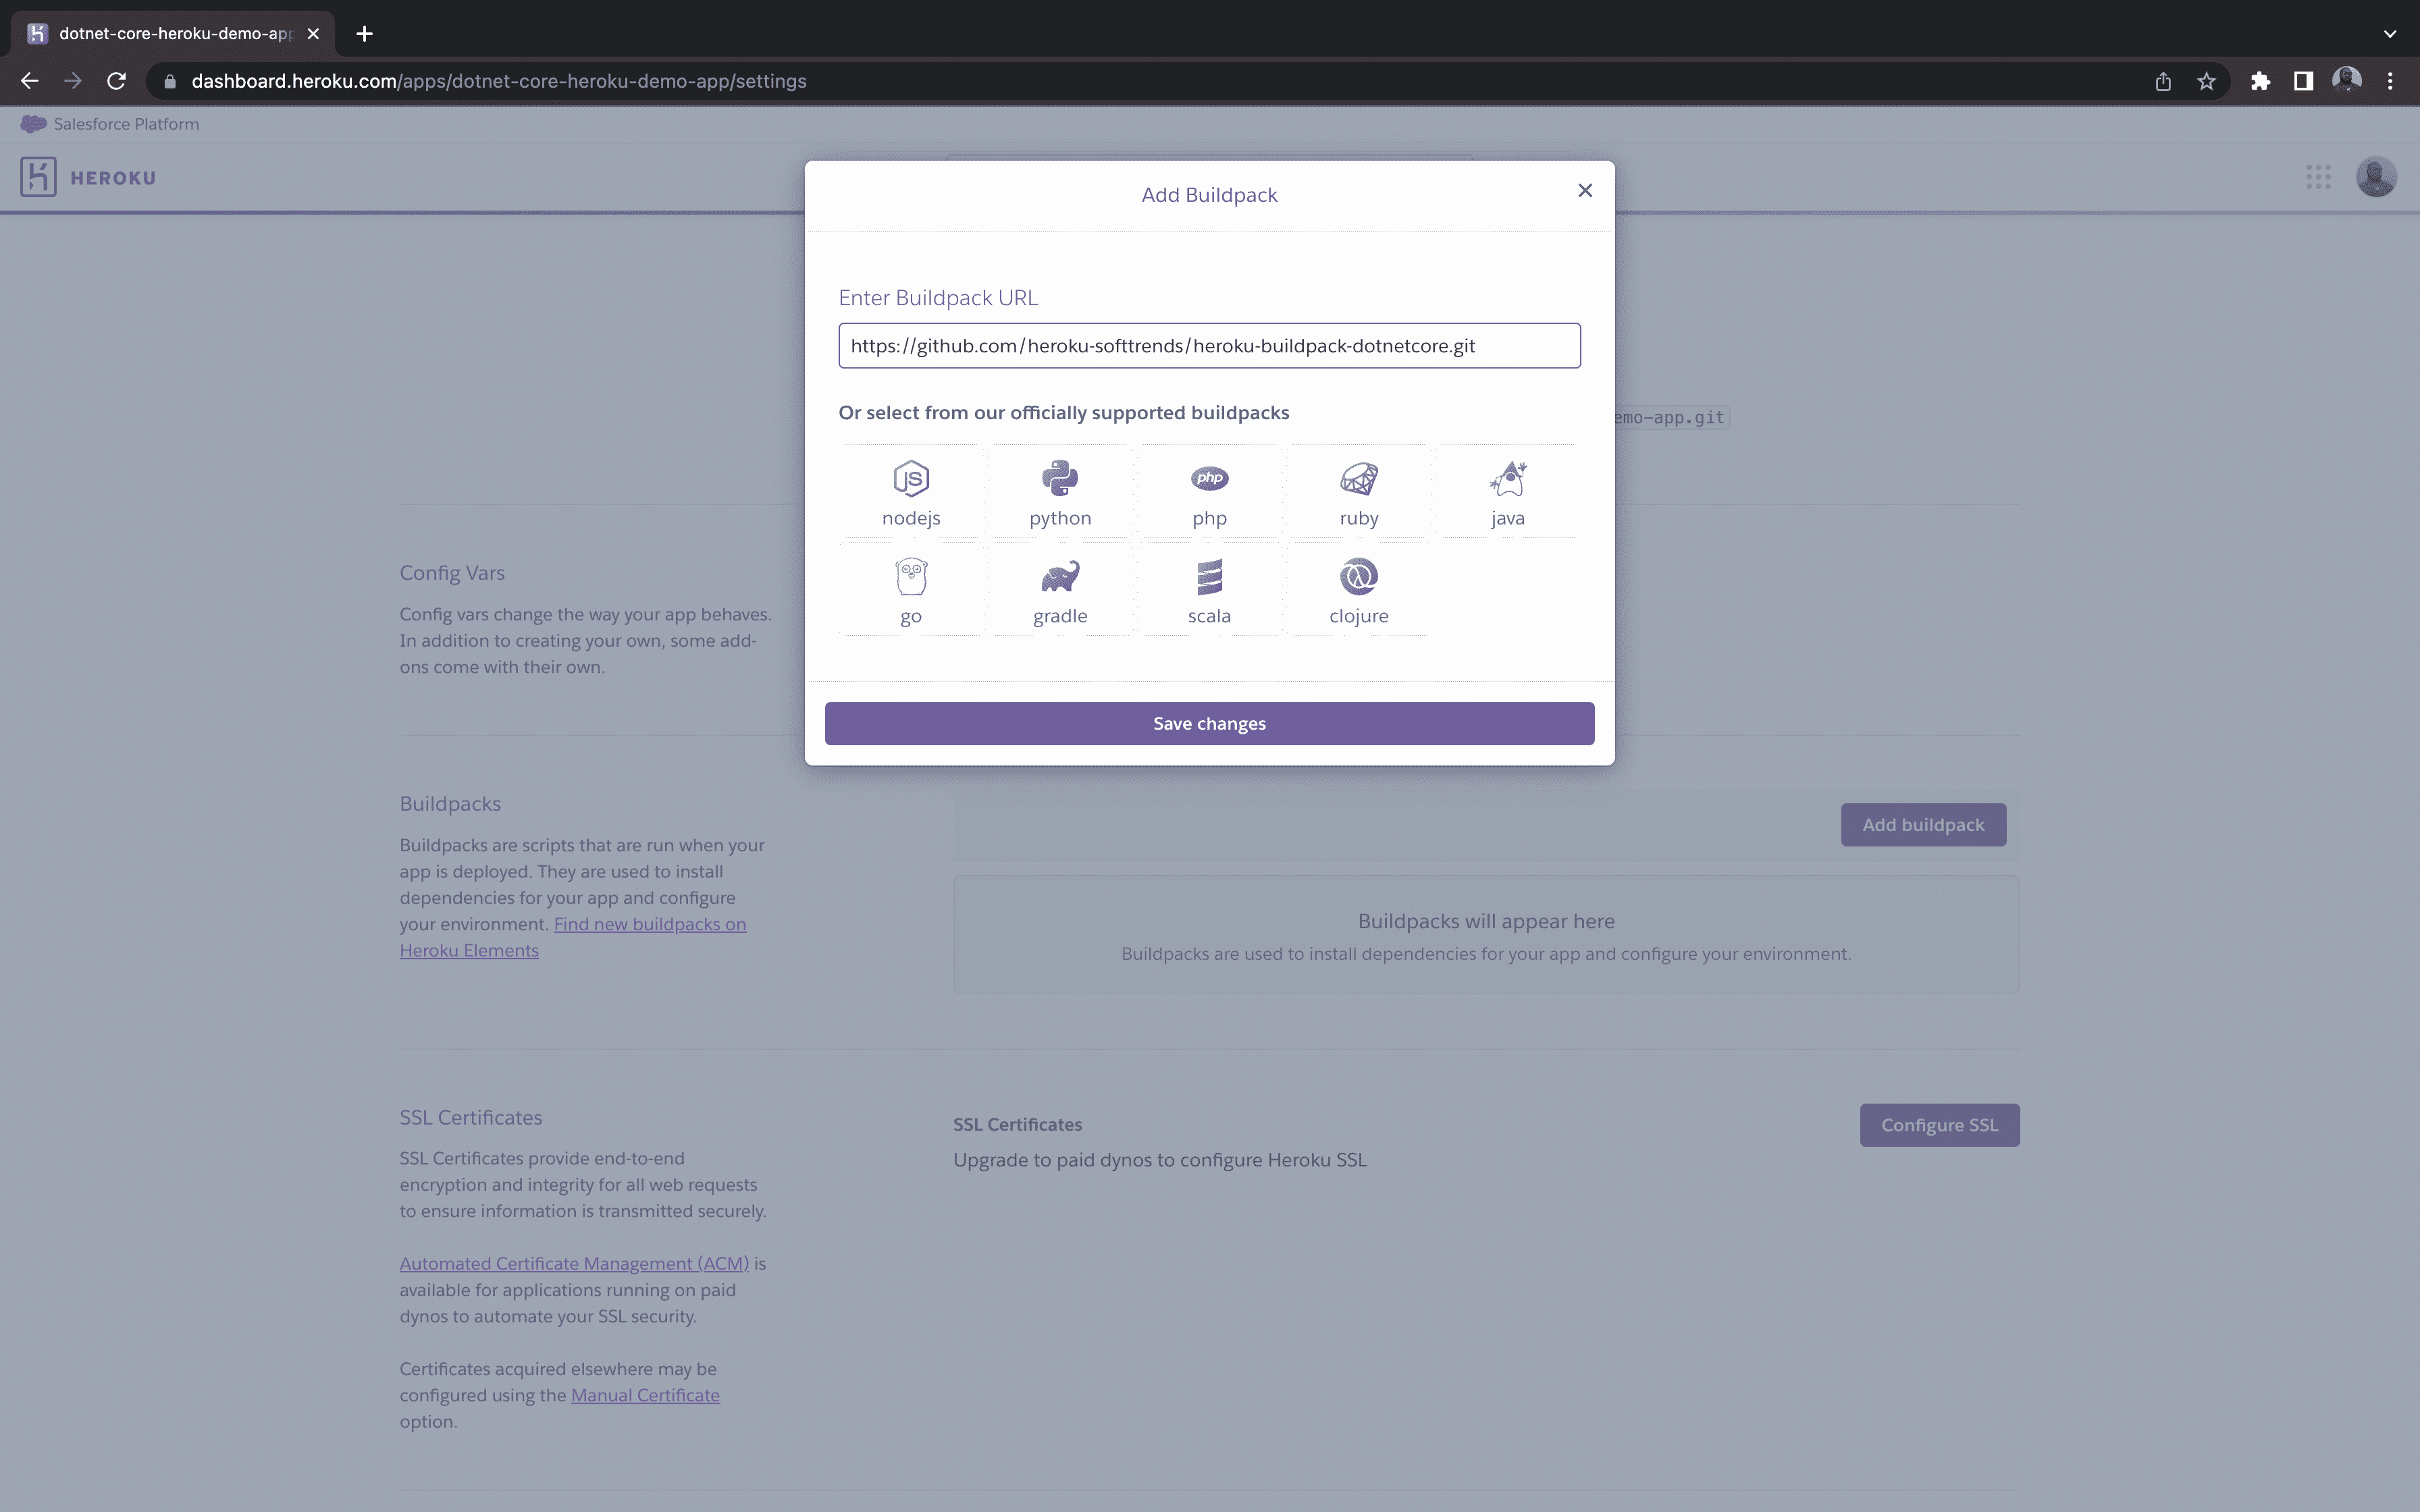 dotnet-core-heroku-demo-app
dashboard.heroku.com/apps/dotnet-core-heroku-demo-app/settings
Salesforce Platform
HEROKU
Add Buildpack
Enter Buildpack URL
https://github.com/heroku-softtrends/heroku-buildpack-dotnetcore.git
Or select from our officially supported buildpacks
emo-app.git
JS
php
nodejs
python
php
ruby
java
go
gradle
scala
clojure
Save changes
Config Vars
Config vars change the way your app behaves.
In addition to creating your own, some add-
ons come with their own.
Buildpacks
Buildpacks are scripts that are run when your
app is deployed. They are used to install
dependencies for your app and configure
your environment. Find new buildpacks on
Heroku Elements
Add buildpack
Buildpacks will appear here
Buildpacks are used to install dependencies for your app and configure your environment.
SSL Certificates
SSL Certificates provide end-to-end
encryption and integrity for all web requests
to ensure information is transmitted securely.
Automated Certificate Management (ACM) is
available for applications running on paid
dynos to automate your SSL security.
Certificates acquired elsewhere may be
configured using the Manual Certificate
option.
SSL Certificates
Upgrade to paid dynos to configure Heroku SSL
Configure SSL